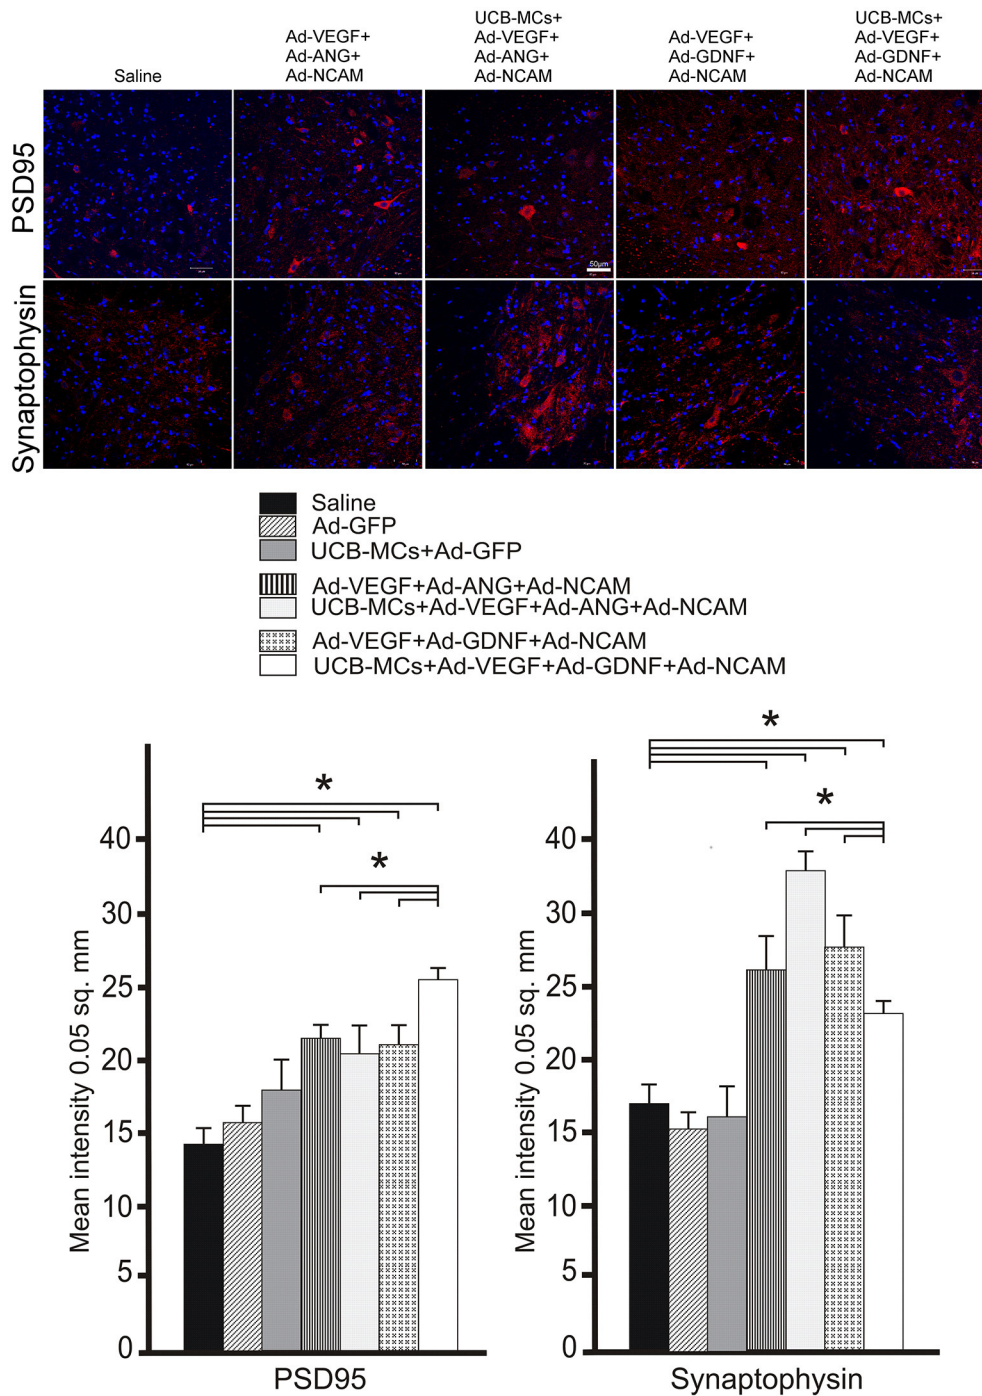 Saline
Ad-VEGF+
Ad-ANG+
Ad-NCAM
UCB-MCs+
Ad-VEGF+
Ad-ANG+
Ad-NCAM
Ad-VEGF+
Ad-GDNF+
Ad-NCAM
UCB-MCs+
Ad-VEGF+
Ad-GDNF+
Ad-NCAM
PSD95
50μm
Synaptophysin
Saline
Ad-GFP
UCB-MCs+Ad-GFP
Ad-VEGF+Ad-ANG+Ad-NCAM
UCB-MCs+Ad-VEGF+Ad-ANG+Ad-NCAM
Ad-VEGF+Ad-GDNF+Ad-NCAM
UCB-MCs+Ad-VEGF+Ad-GDNF+Ad-NCAM
Mean intensity 0.05 sq. mm
40
30
25
20
15
10
5
0
*
*
PSD95
Mean intensity 0.05 sq. mm
40
30
25
20
15
10
5
0
*
*
Synaptophysin